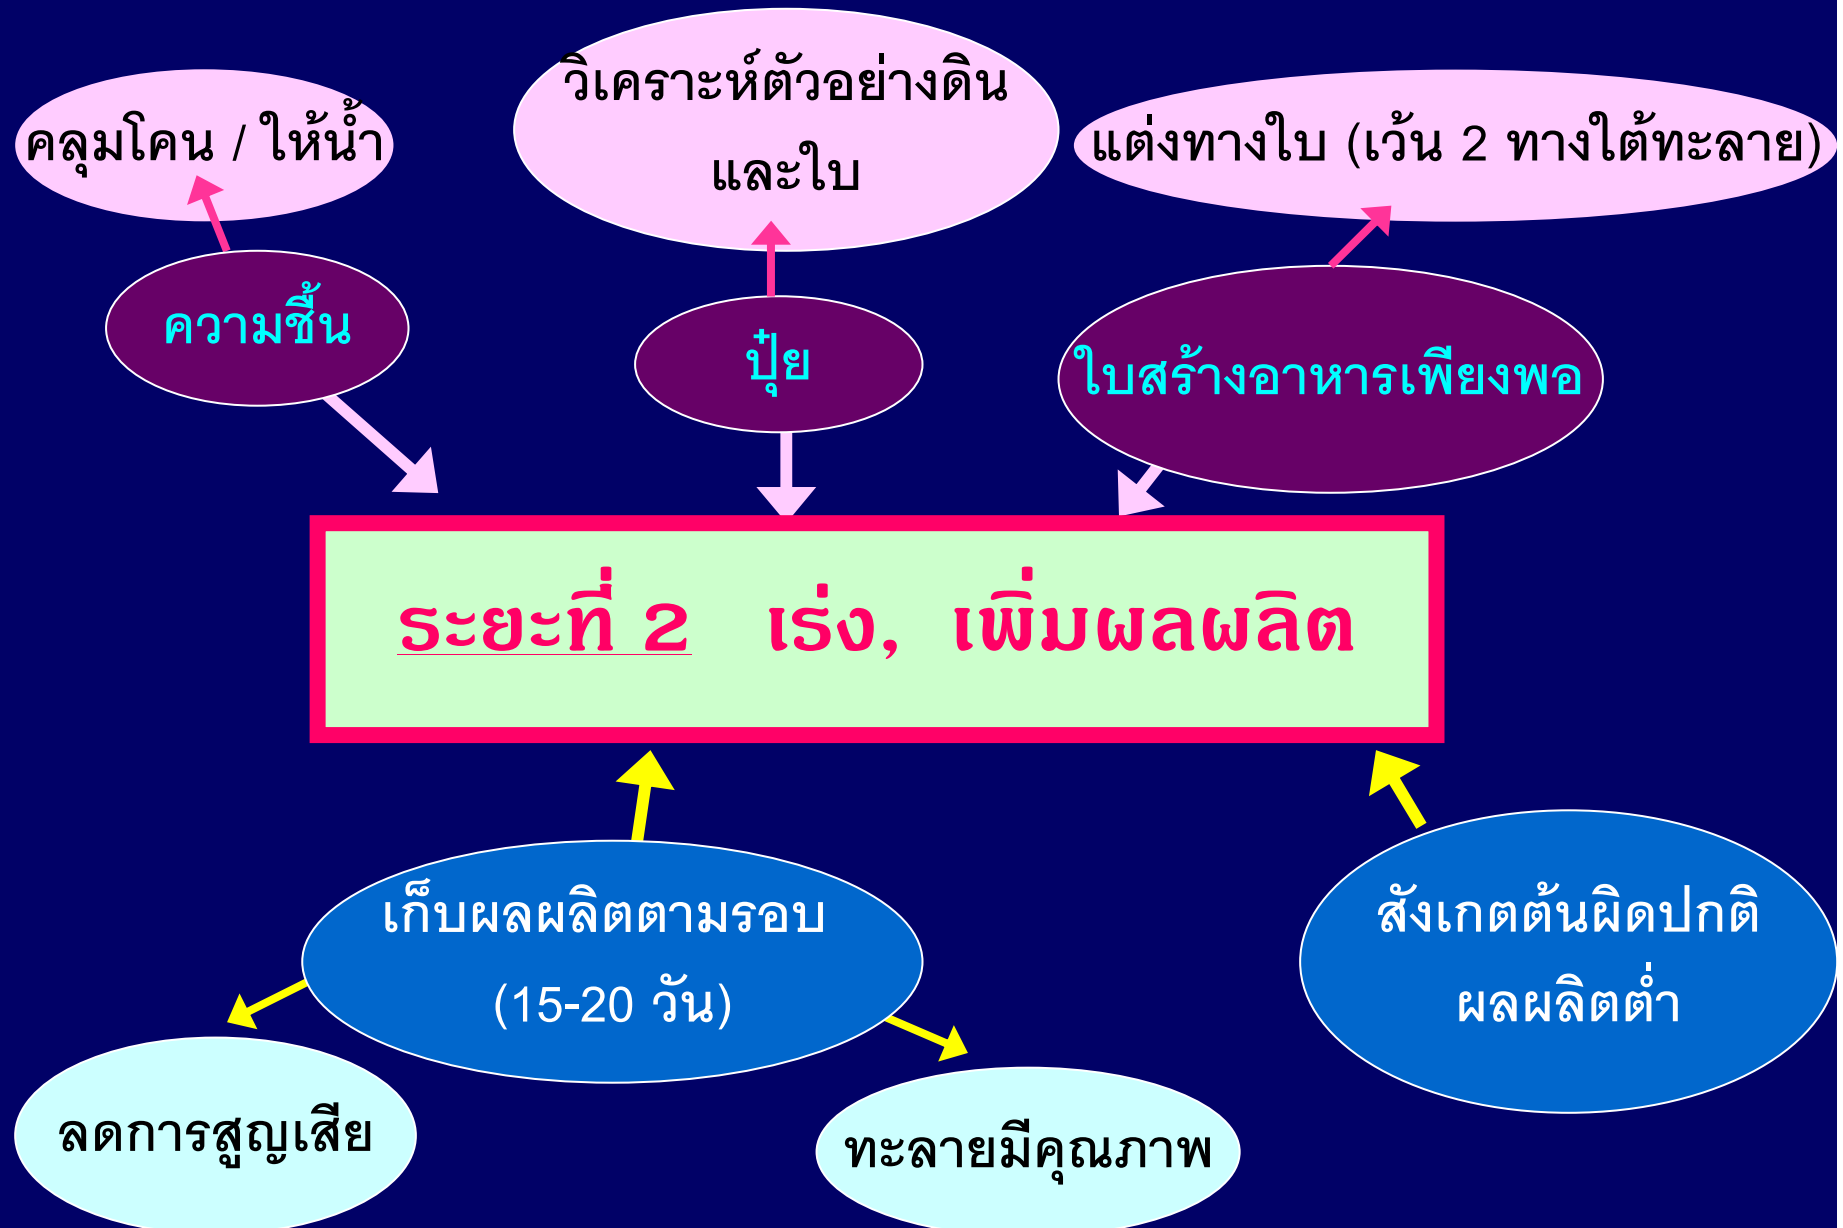 คลุมโคน / ให้น้ำ
วิเคราะห์ตัวอย่างดิน
และใบ
แต่งทางใบ (เว้น 2 ทางใต้ทะลาย)
ความชื้น
ปุ๋ย
ใบสร้างอาหารเพียงพอ
ระยะที่ 2 เร่ง, เพิ่มผลผลิต
เก็บผลผลิตตามรอบ
(15-20 วัน)
สังเกตต้นผิดปกติ
ผลผลิตต่ำ
ลดการสูญเสีย
ทะลายมีคุณภาพ